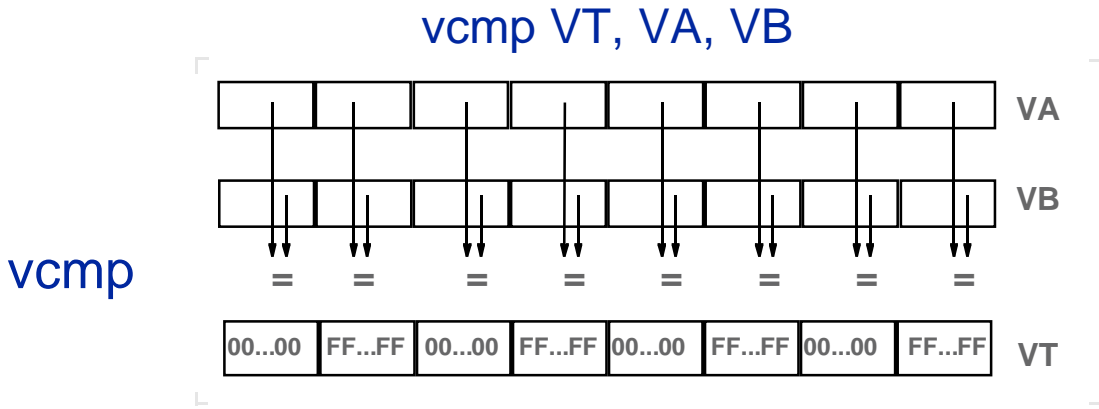 vcmp VT, VA, VB
VA
VB
vcmp
= = = = = = = =
00...00 FF...FF 00...00 FF...FF 00...00 FF...FF 00...00 FF...FF VT